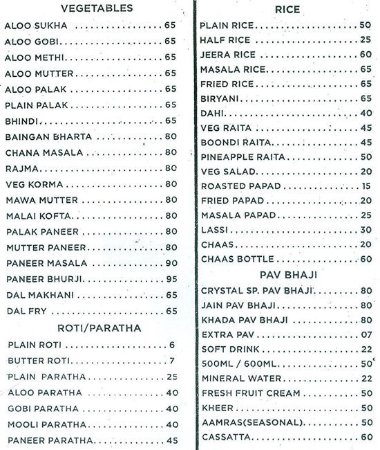 VEGETABLES
ALOO SUKHA .................. 65
ALOO GOBI .................... 65
ALOO METHI .................. 65
ALOO MUTTER ............... 65
ALOO PALAK ................. 65
PLAIN PALAK ................. 65
BHINDI ........................ 65
BAINGAN BHARTA ............ 80
CHANA MASALA .............. 80
RAJMA ......................... 80
VEG KORMA ................... 80
MAWA MUTTER ............... 80
MALAI KOFTA ................. 80
PALAK PANEER ............... 80
MUTTER PANEER ............. 80
PANEER MASALA ............. 90
PANEER BHURJI .............. 95
DAL MAKHANI ................ 65
DAL FRY ...................... 65
ROTI/PARATHA
PLAIN ROTI .................... 6
BUTTER ROTI .................. 7
PLAIN PARATHA .............. 25
ALOO PARATHA .............. 40
GOBI PARATHA .............. 40
MOOLI PARATHA ............. 40
PANEER PARATHA ............ 45
RICE
PLAIN RICE .................... 50
HALF RICE ..................... 25
JEERA RICE .................... 60
MASALA RICE .................. 65
FRIED RICE .................... 65
BIRYANI ....................... 65
DAHI ........................... 40
VEG RAITA .................... 45
BOONDI RAITA ................ 45
PINEAPPLE RAITA ............. 50
VEG SALAD .................... 20
ROASTED PAPAD .............. 15
FRIED PAPAD .................. 20
MASALA PAPAD ............... 25
LASSI .......................... 30
CHAAS ......................... 20
CHAAS BOTTLE ................ 60
PAV BHAJI
CRYSTAL SP. PAV BHAJI ....... 80
JAIN PAV BHAJI ............... 80
KHADA PAV BHAJI ............ 80
EXTRA PAV .................... 07
SOFT DRINK ................... 22
500ML / 600ML ................ 50
MINERAL WATER .............. 22
FRESH FRUIT CREAM .......... 50
KHEER ......................... 50
AAMRAS(SEASONAL) .......... 50
CASSATTA ..................... 60